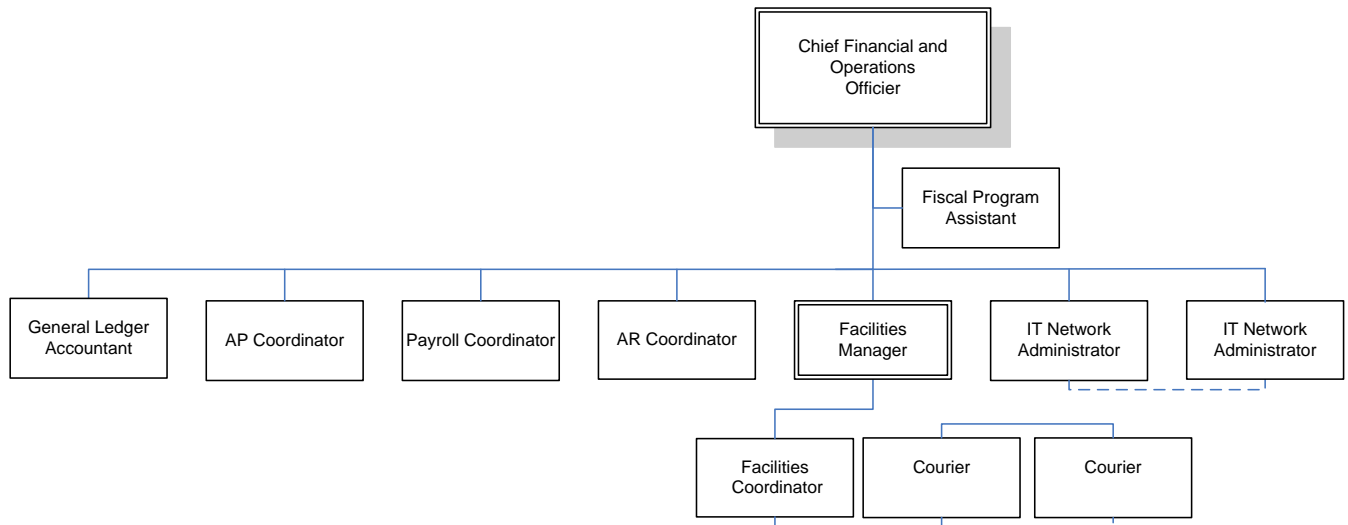 Chief Financial and
Operations
Officier
Fiscal Program
Assistant
General Ledger
Accountant
AP Coordinator
Payroll Coordinator
AR Coordinator
Facilities
Manager
IT Network
Administrator
IT Network
Administrator
Facilities
Coordinator
Courier
Courier